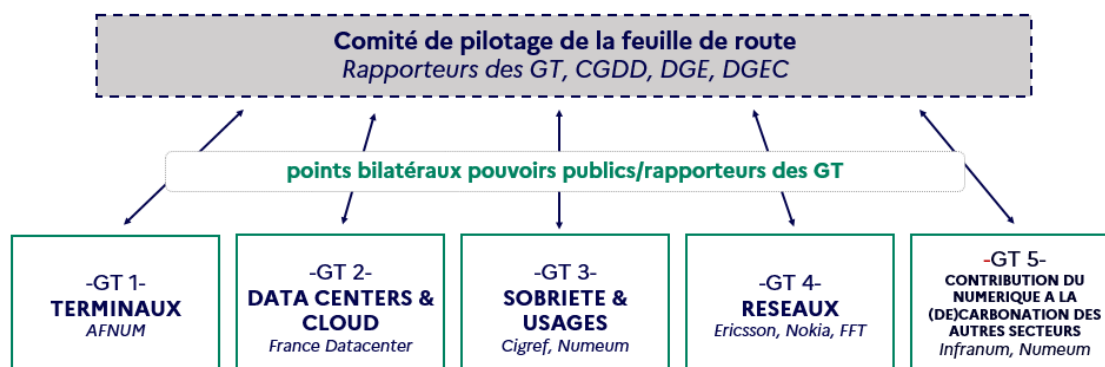 Comité de pilotage de la feuille de route
Rapporteurs des GT, CGDD, DGE, DGEC
points bilatéraux pouvoirs publics/rapporteurs des GT
-GT 1-
TERMINAUX
AFNUM
-GT 2-
DATA CENTERS &
CLOUD
France Datacenter
-GT 3-
SOBRIETE &
USAGES
Cigref, Numeum
-GT 4-
RESEAUX
Ericsson, Nokia, FFT
-GT 5-
CONTRIBUTION DU
NUMERIQUE A LA
(DE)CARBONATION DES
AUTRES SECTEURS
Infranum, Numeum